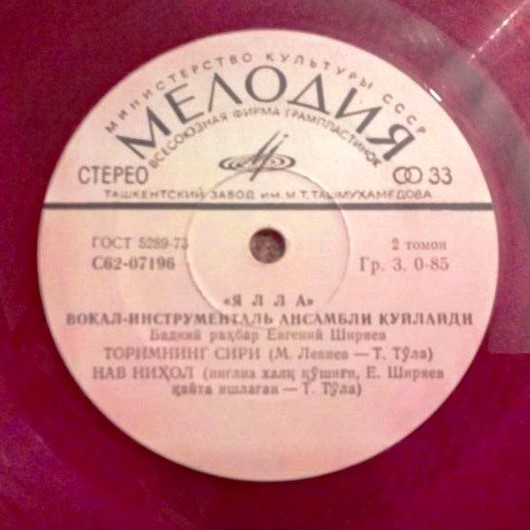 МИНИСТЕРСТВО КУЛЬТУРЫ СССР
МЕЛОДИЯ
ВСЕСОЮЗНАЯ ФИРМА ГРАМПЛАСТИНОК
СТЕРЕО
33
ТАШКЕНТСКИЙ ЗАВОД ИМ. М.Т. ТАШМУХАМЕДОВА
ГОСТ 5289-73
2 томон
С62-07196
Гр. 3. 0-85
«ЯЛЛА»
ВОКАЛ-ИНСТРУМЕНТАЛЬ АНСАМБЛИ КУЙЛАЙДИ
Бадиий раҳбар Евгений Ширяев
ТОРИМНИНГ СИРИ (М. Левиев — Т. Тўла)
НАВ НИҲОЛ (инглиз халқ қўшиғи, Е. Ширяев
қайта ишлаган — Т. Тўла)